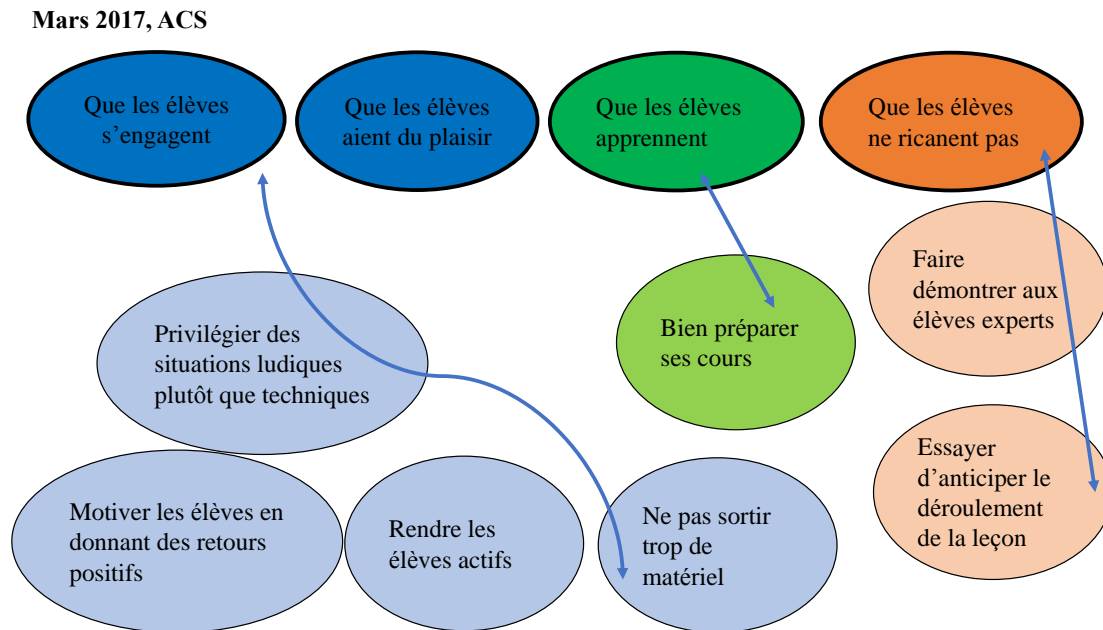 Mars 2017, ACS
Que les élèves
s’engagent
Que les élèves
aient du plaisir
Que les élèves
apprennent
Que les élèves
ne ricanent pas
Faire
démontrer aux
élèves experts
Privilégier des
situations ludiques
plutôt que techniques
Bien préparer
ses cours
Motiver les élèves en
donnant des retours
positifs
Rendre les
élèves actifs
Ne pas sortir
trop de
matériel
Essayer
d’anticiper le
déroulement
de la leçon